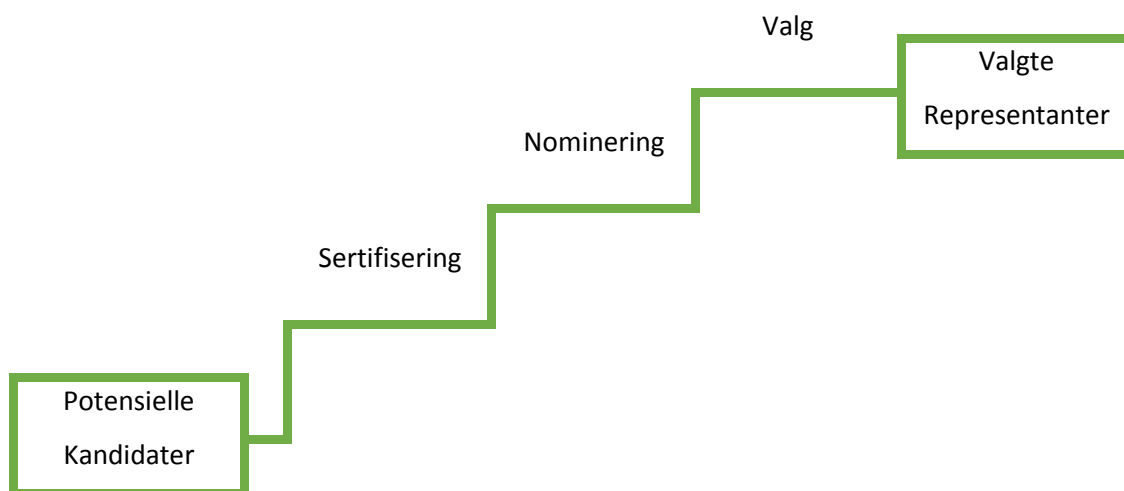 Valg
Valgte
Representanter
Nominering
Sertifisering
Potensielle
Kandidater